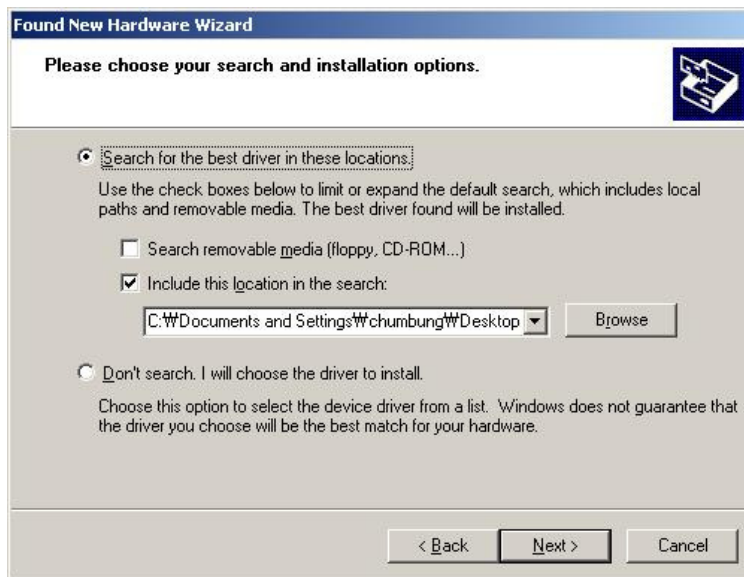 Found New Hardware Wizard
Please choose your search and installation options.
Search for the best driver in these locations.
Use the check boxes below to limit or expand the default search, which includes local
paths and removable media. The best driver found will be installed.
Search removable media (floppy, CD-ROM...)
Include this location in the search:
C:₩Documents and Settings₩chumbung₩Desktop
Browse
Don't search. I will choose the driver to install.
Choose this option to select the device driver from a list. Windows does not guarantee that
the driver you choose will be the best match for your hardware.
< Back
Next >
Cancel